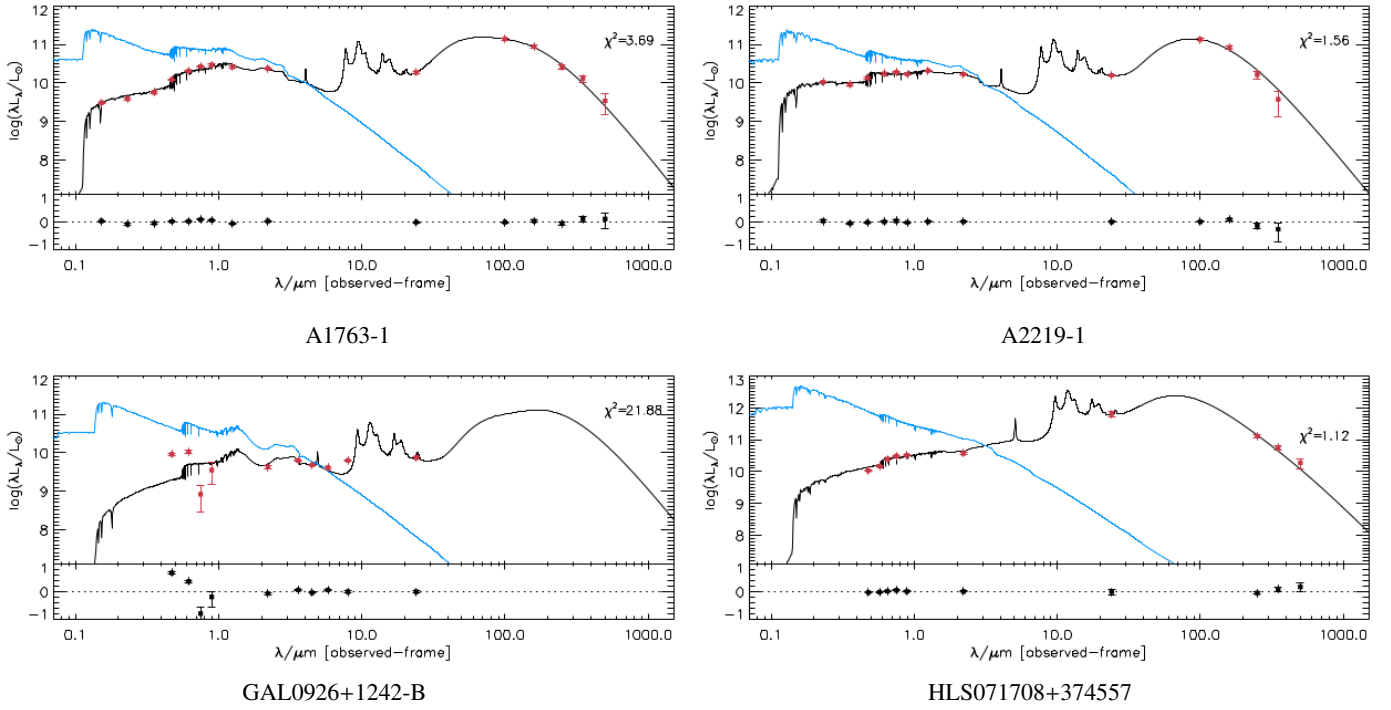 12
11
10
9
8
log(λL_λ/L_⊙)
χ²=3.69
1
0
−1
0.1 1.0 10.0 100.0 1000.0
λ/μm [observed−frame]
A1763-1
12
11
10
9
8
log(λL_λ/L_⊙)
χ²=1.56
1
0
−1
0.1 1.0 10.0 100.0 1000.0
λ/μm [observed−frame]
A2219-1
12
11
10
9
8
log(λL_λ/L_⊙)
χ²=21.88
1
0
−1
0.1 1.0 10.0 100.0 1000.0
λ/μm [observed−frame]
GAL0926+1242-B
13
12
11
10
9
8
log(λL_λ/L_⊙)
χ²=1.12
1
0
−1
0.1 1.0 10.0 100.0 1000.0
λ/μm [observed−frame]
HLS071708+374557